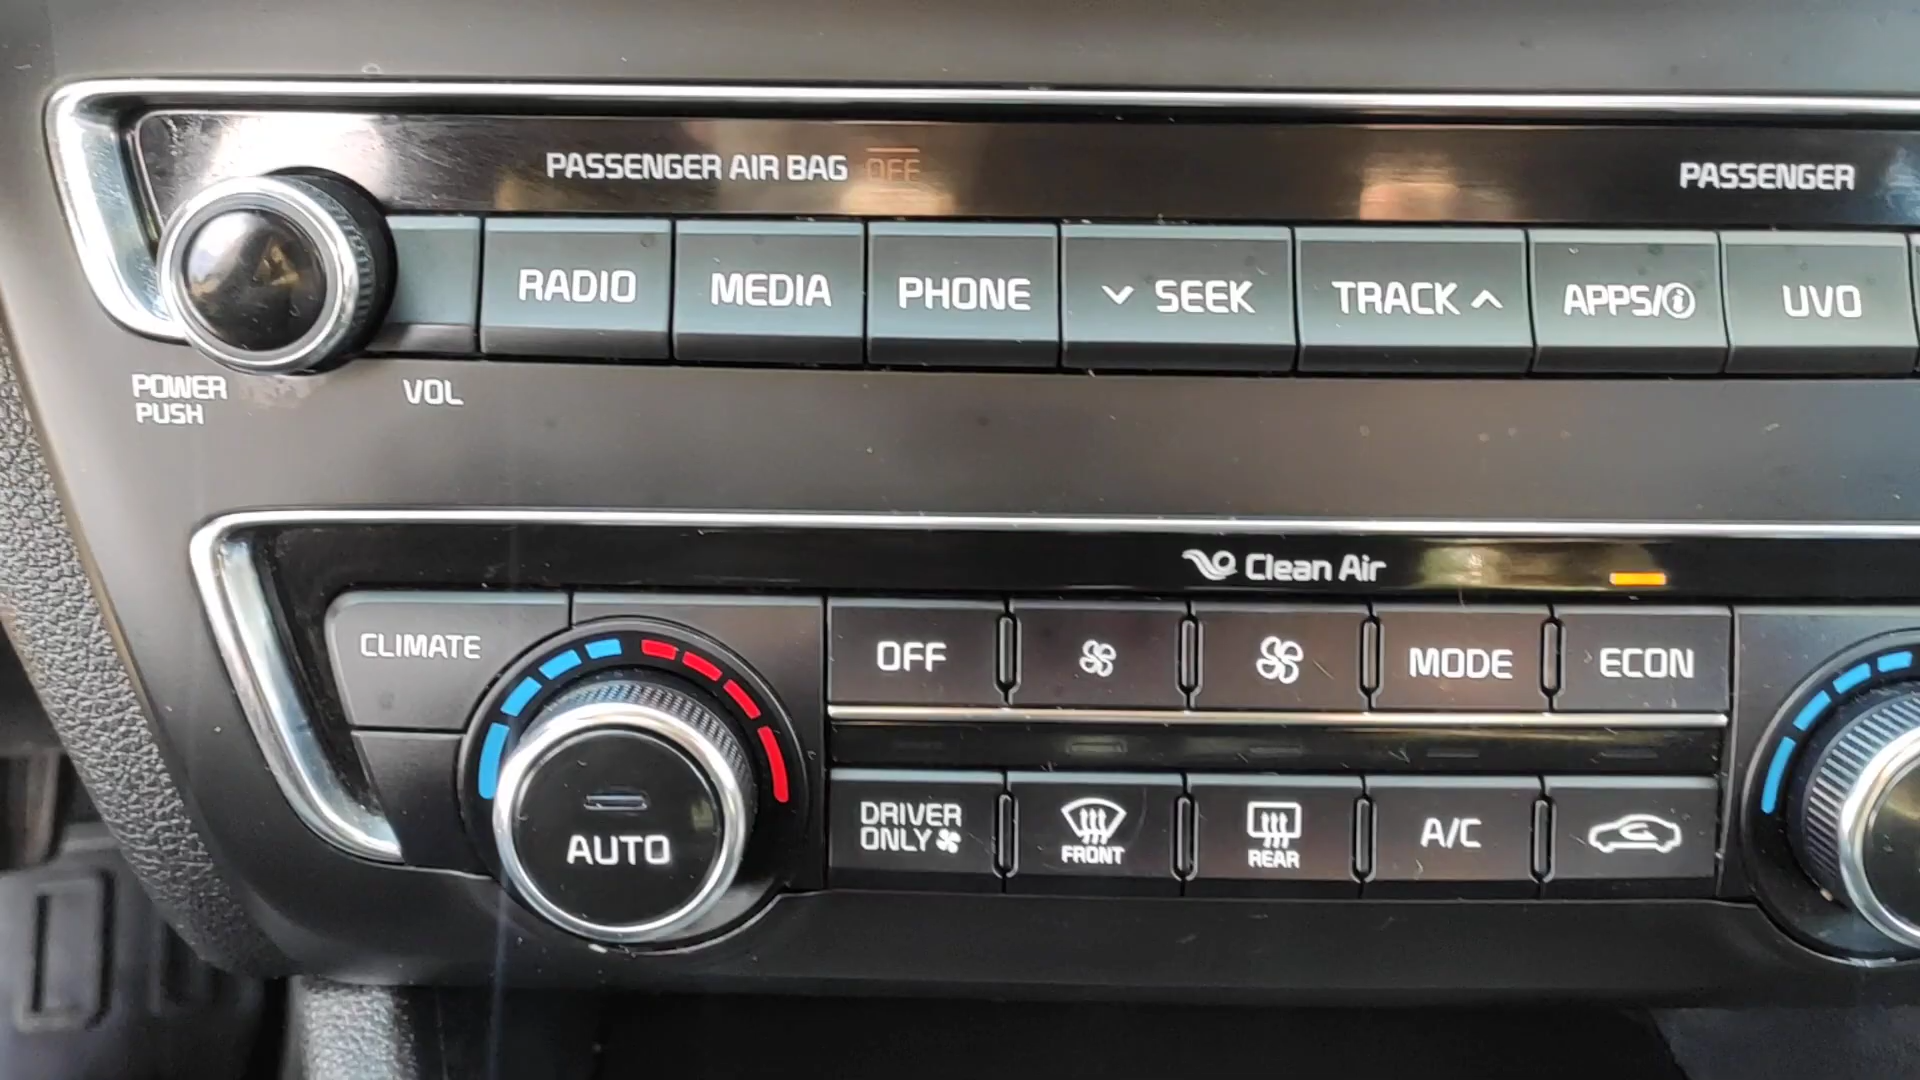 PASSENGER AIR BAG OFF
PASSENGER
RADIO
MEDIA
PHONE
SEEK
TRACK
APPS/i
UVO
POWER
PUSH
VOL
Clean Air
CLIMATE
OFF
MODE
ECON
AUTO
DRIVER
ONLY
FRONT
REAR
A/C